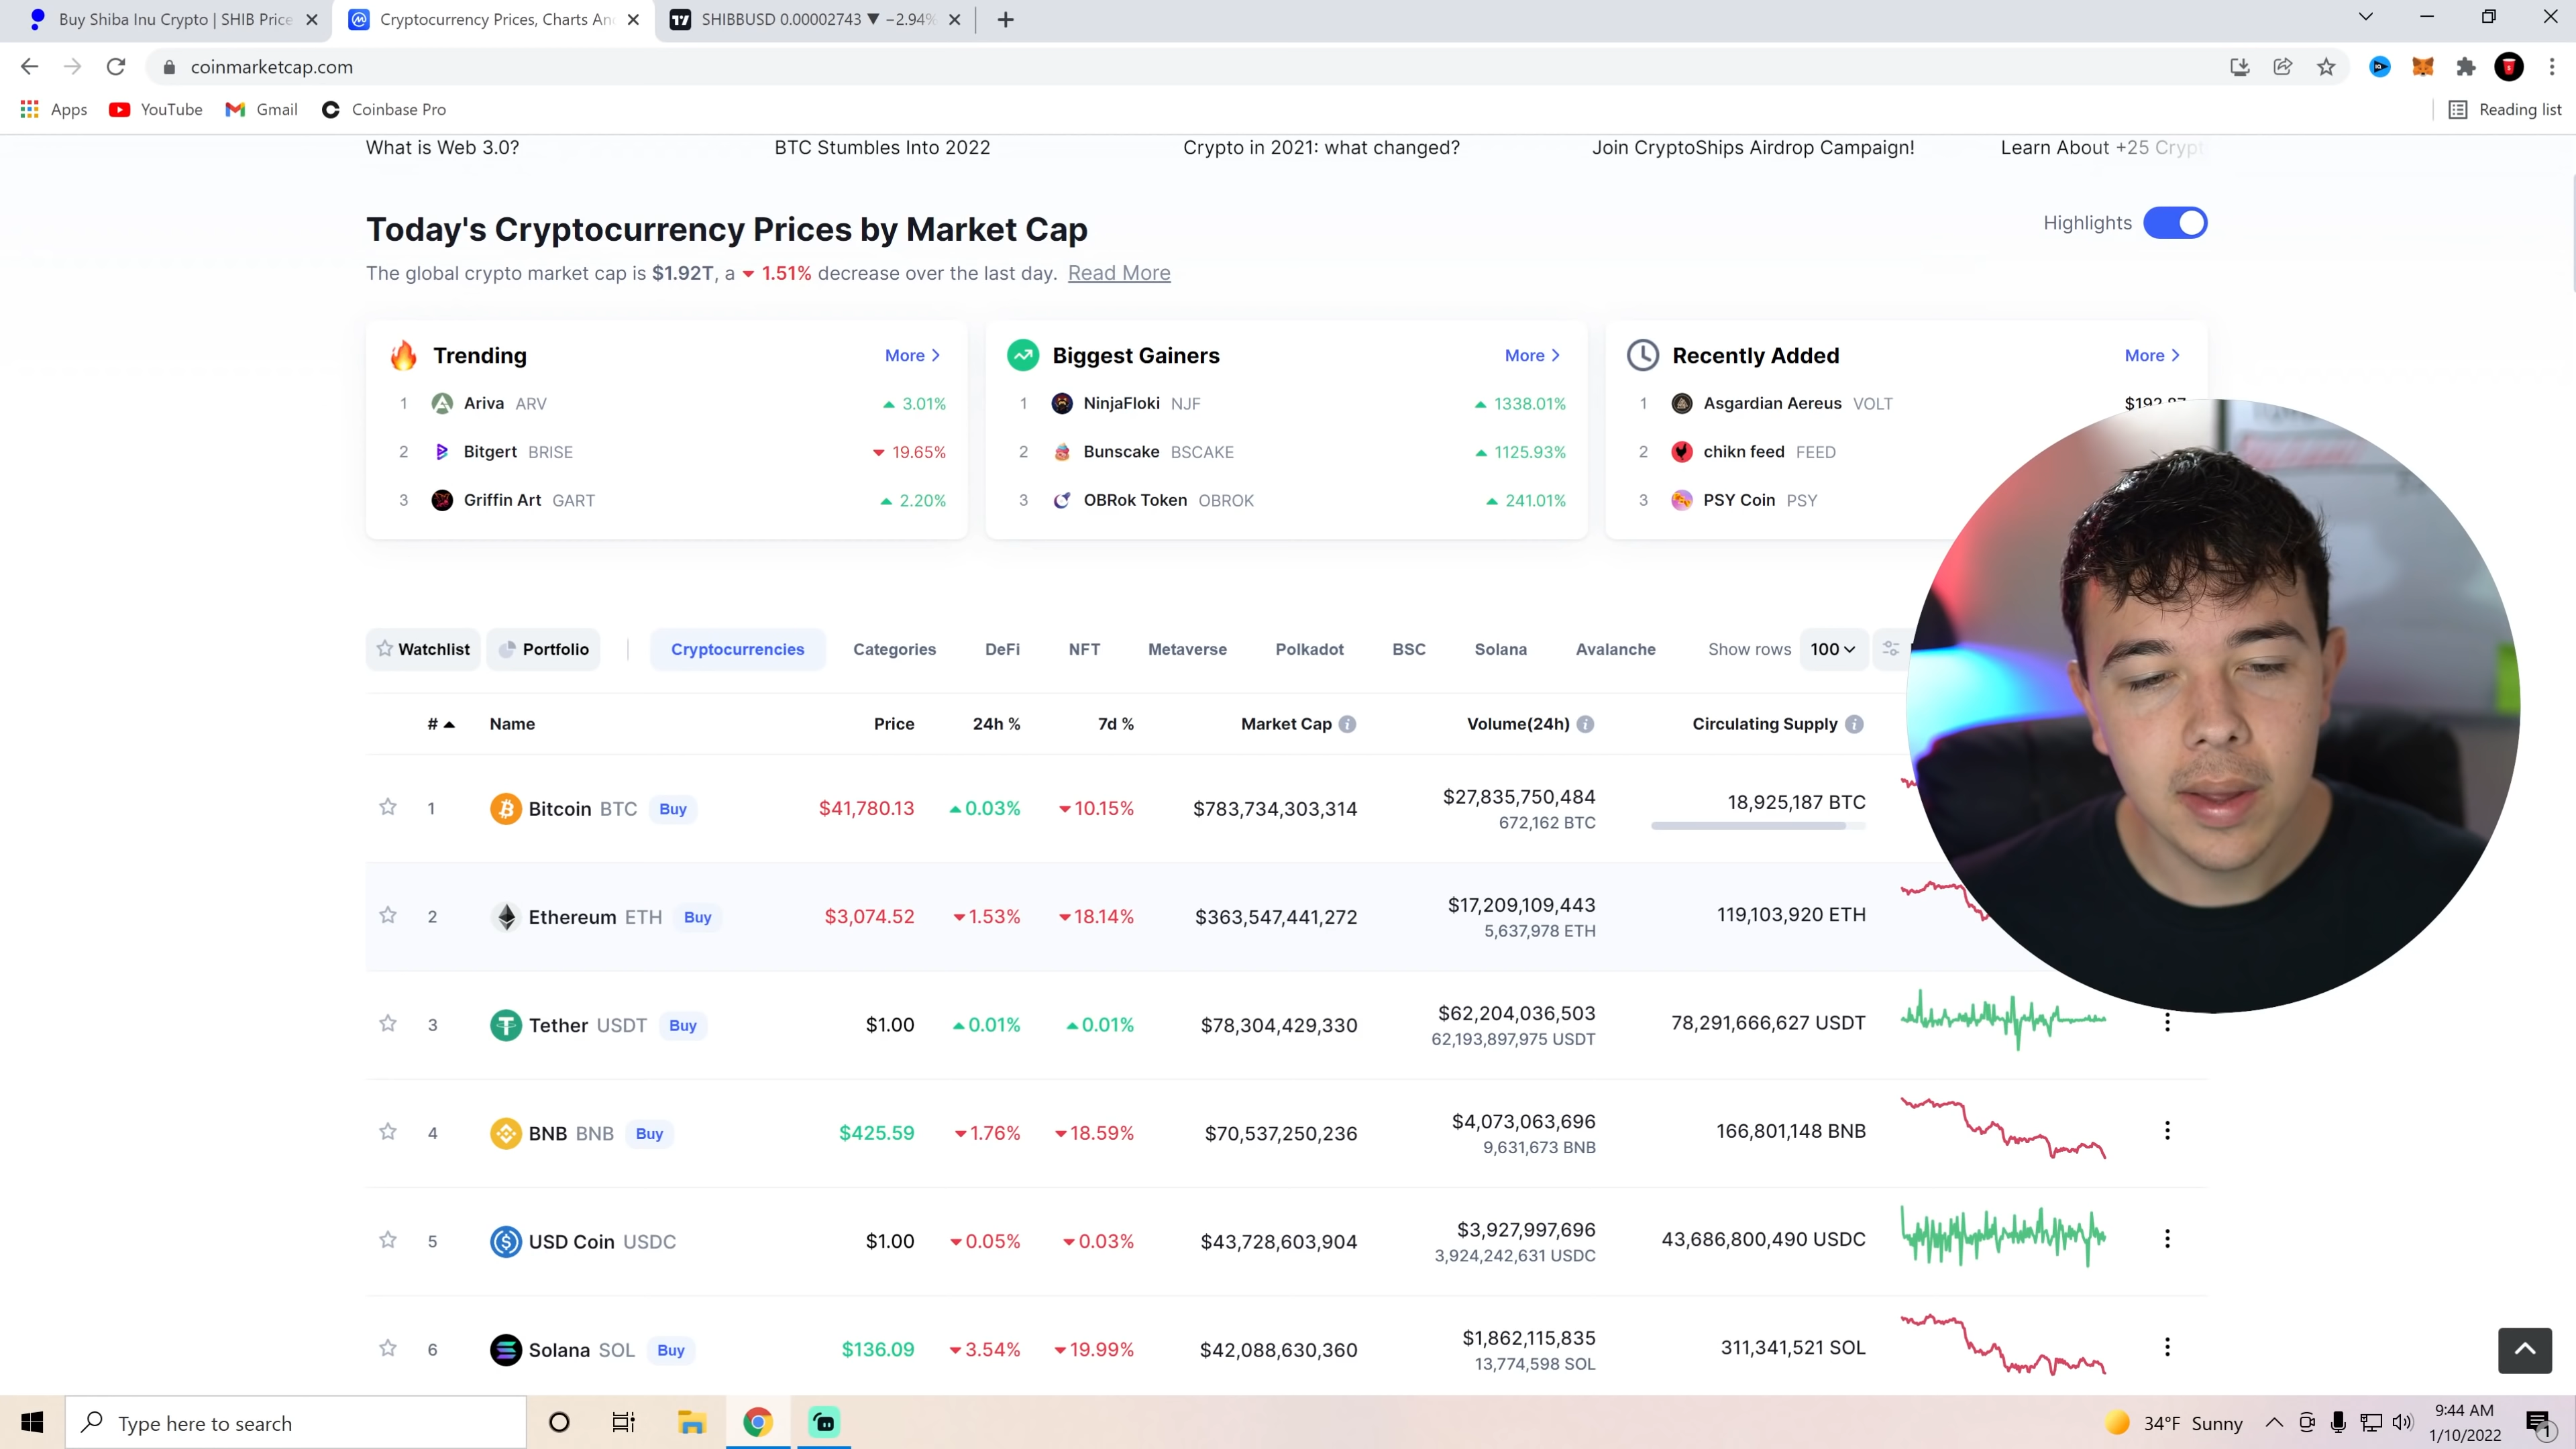 Buy Shiba Inu Crypto | SHIB Price
Cryptocurrency Prices, Charts An
SHIBBUSD 0.00002743 ▼ −2.94%
coinmarketcap.com
Apps YouTube Gmail Coinbase Pro Reading list
What is Web 3.0? BTC Stumbles Into 2022 Crypto in 2021: what changed? Join CryptoShips Airdrop Campaign! Learn About +25 Crypt
Today's Cryptocurrency Prices by Market Cap Highlights
The global crypto market cap is $1.92T, a ▼ 1.51% decrease over the last day. Read More
Trending More >
1 Ariva ARV ▲ 3.01%
2 Bitgert BRISE ▼ 19.65%
3 Griffin Art GART ▲ 2.20%
Biggest Gainers More >
1 NinjaFloki NJF ▲ 1338.01%
2 Bunscake BSCAKE ▲ 1125.93%
3 OBRok Token OBROK ▲ 241.01%
Recently Added More >
1 Asgardian Aereus VOLT
2 chikn feed FEED
3 PSY Coin PSY
Watchlist Portfolio Cryptocurrencies Categories DeFi NFT Metaverse Polkadot BSC Solana Avalanche Show rows 100
# ▲ Name Price 24h % 7d % Market Cap Volume(24h) Circulating Supply
1 Bitcoin BTC Buy $41,780.13 ▲0.03% ▼10.15% $783,734,303,314 $27,835,750,484 18,925,187 BTC
672,162 BTC
2 Ethereum ETH Buy $3,074.52 ▼1.53% ▼18.14% $363,547,441,272 $17,209,109,443 119,103,920 ETH
5,637,978 ETH
3 Tether USDT Buy $1.00 ▲0.01% ▲0.01% $78,304,429,330 $62,204,036,503 78,291,666,627 USDT
62,193,897,975 USDT
4 BNB BNB Buy $425.59 ▼1.76% ▼18.59% $70,537,250,236 $4,073,063,696 166,801,148 BNB
9,631,673 BNB
5 USD Coin USDC $1.00 ▼0.05% ▼0.03% $43,728,603,904 $3,927,997,696 43,686,800,490 USDC
3,924,242,631 USDC
6 Solana SOL Buy $136.09 ▼3.54% ▼19.99% $42,088,630,360 $1,862,115,835 311,341,521 SOL
13,774,598 SOL
Type here to search
34°F Sunny
9:44 AM
1/10/2022
1